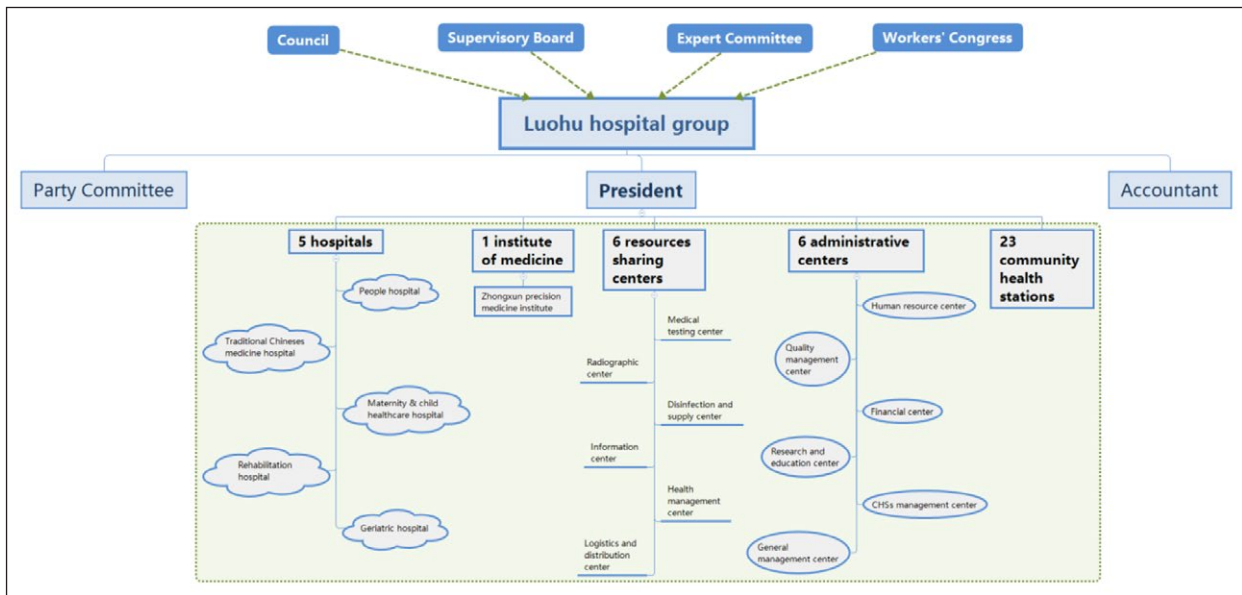 Council
Supervisory Board
Expert Committee
Workers' Congress
Luohu hospital group
Party Committee
President
Accountant
5 hospitals
People hospital
Traditional Chineses
medicine hospital
Maternity & child
healthcare hospital
Rehabilitation
hospital
Geriatric hospital
1 institute
of medicine
Zhongxun precision
medicine institute
6 resources
sharing
centers
Medical
testing center
Radiographic
center
Disinfection and
supply center
Information
center
Health
management
center
Logistics and
distribution
center
6 administrative
centers
Human resource center
Quality
management
center
Financial center
Research and
education center
CHSs management center
General
management center
23
community
health
stations